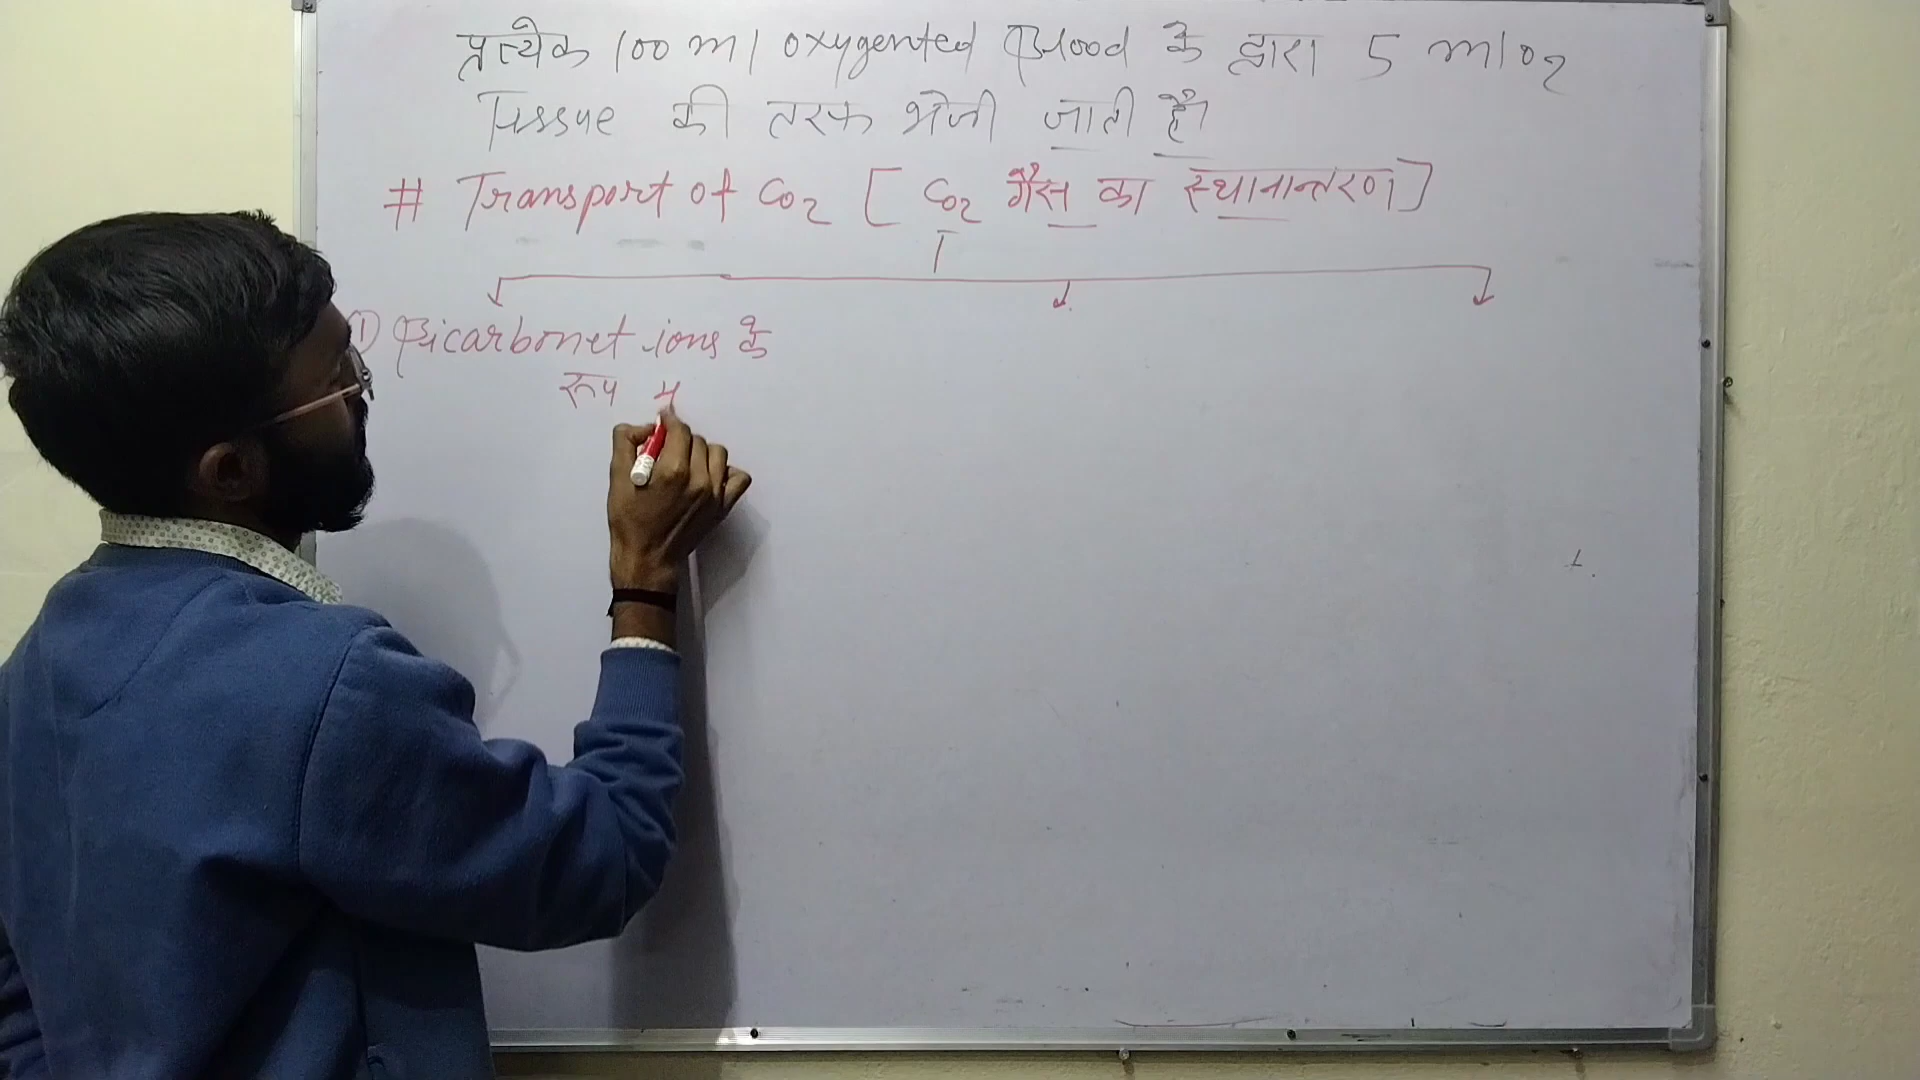 प्रत्येक 100 ml oxygented Blood के द्वारा 5 ml O2
Tissue की तरफ भेजी जाती है।
# Transport of CO2 [ CO2 गैस का स्थानान्तरण ]
① Bicarbonet ions के
रूप में